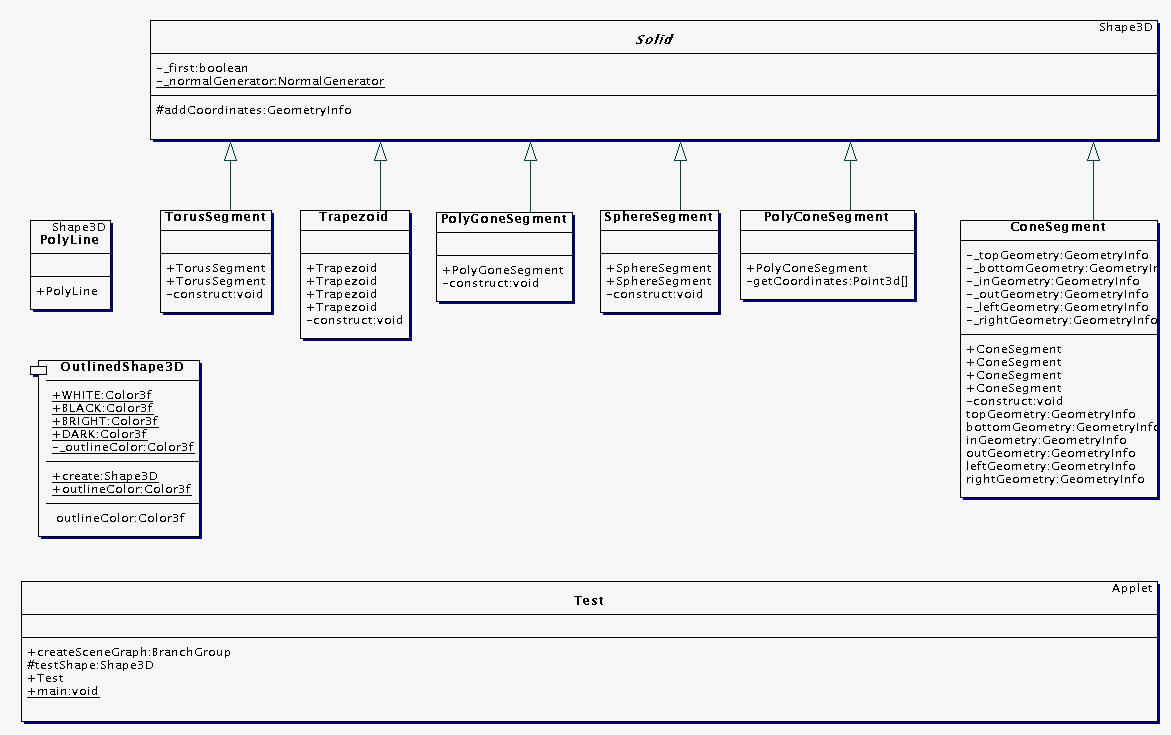 Shape3D
Solid
-_first:boolean
-_normalGenerator:NormalGenerator
#addCoordinates:GeometryInfo
Shape3D
PolyLine
+PolyLine
TorusSegment
+TorusSegment
+TorusSegment
-construct:void
Trapezoid
+Trapezoid
+Trapezoid
+Trapezoid
+Trapezoid
-construct:void
PolyGoneSegment
+PolyGoneSegment
-construct:void
SphereSegment
+SphereSegment
+SphereSegment
-construct:void
PolyConeSegment
+PolyConeSegment
-getCoordinates:Point3d[]
ConeSegment
-_topGeometry:GeometryInfo
-_bottomGeometry:GeometryIn
-_inGeometry:GeometryInfo
-_outGeometry:GeometryInfo
-_leftGeometry:GeometryInfo
-_rightGeometry:GeometryInfo
+ConeSegment
+ConeSegment
+ConeSegment
+ConeSegment
-construct:void
topGeometry:GeometryInfo
bottomGeometry:GeometryInfo
inGeometry:GeometryInfo
outGeometry:GeometryInfo
leftGeometry:GeometryInfo
rightGeometry:GeometryInfo
OutlinedShape3D
+WHITE:Color3f
+BLACK:Color3f
+BRIGHT:Color3f
+DARK:Color3f
-_outlineColor:Color3f
+create:Shape3D
+outlineColor:Color3f
outlineColor:Color3f
Applet
Test
+createSceneGraph:BranchGroup
#testShape:Shape3D
+Test
+main:void